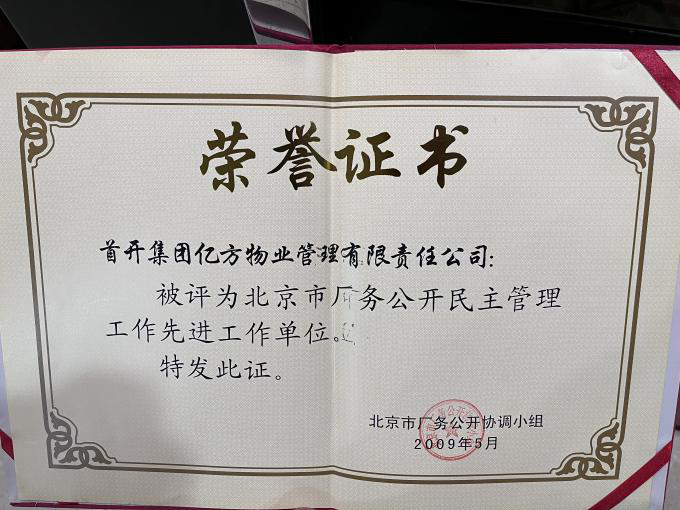 荣誉证书
首开集团亿方物业管理有限责任公司:
被评为北京市厂务公开民主管理
工作先进工作单位。
特发此证。
北京市厂务公开协调小组
2009年5月